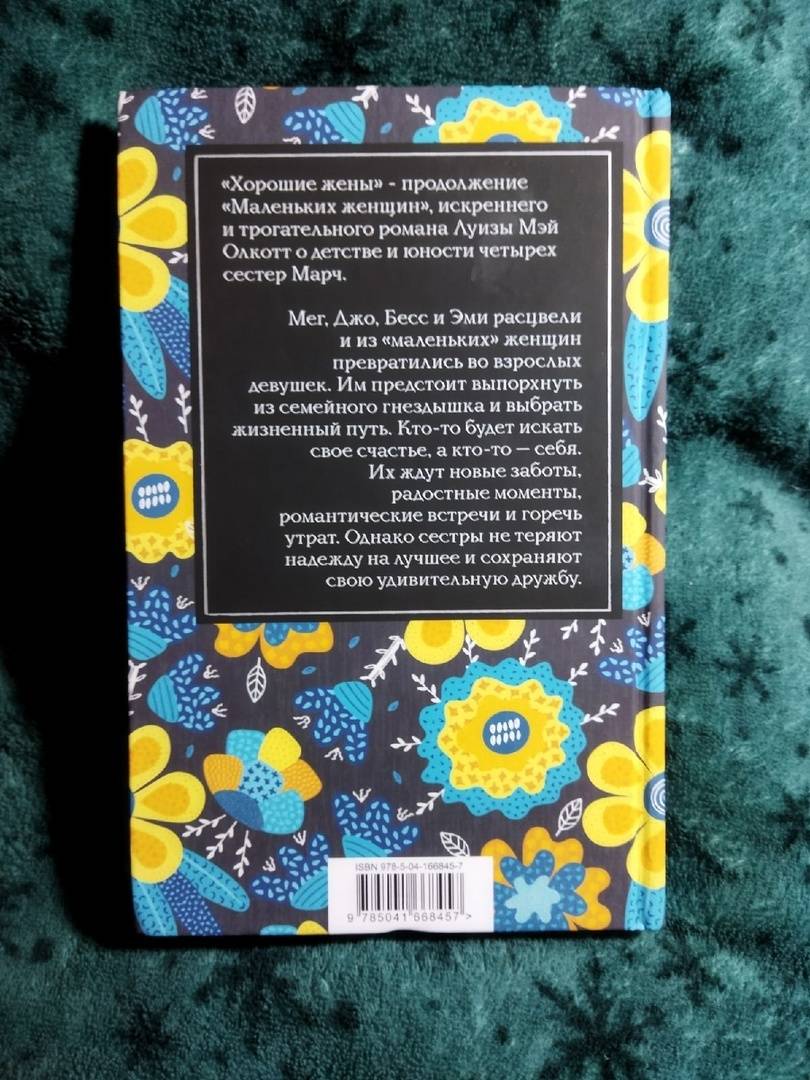 «Хорошие жены» - продолжение
«Маленьких женщин», искреннего
и трогательного романа Луизы Мэй
Олкотт о детстве и юности четырех
сестер Марч.
Мег, Джо, Бесс и Эми расцвели
и из «маленьких» женщин
превратились во взрослых
девушек. Им предстоит выпорхнуть
из семейного гнездышка и выбрать
жизненный путь. Кто-то будет искать
свое счастье, а кто-то — себя.
Их ждут новые заботы,
радостные моменты,
романтические встречи и горечь
утрат. Однако сестры не теряют
надежду на лучшее и сохраняют
свою удивительную дружбу.
ISBN 978-5-04-166845-7
9 785041 668457 >